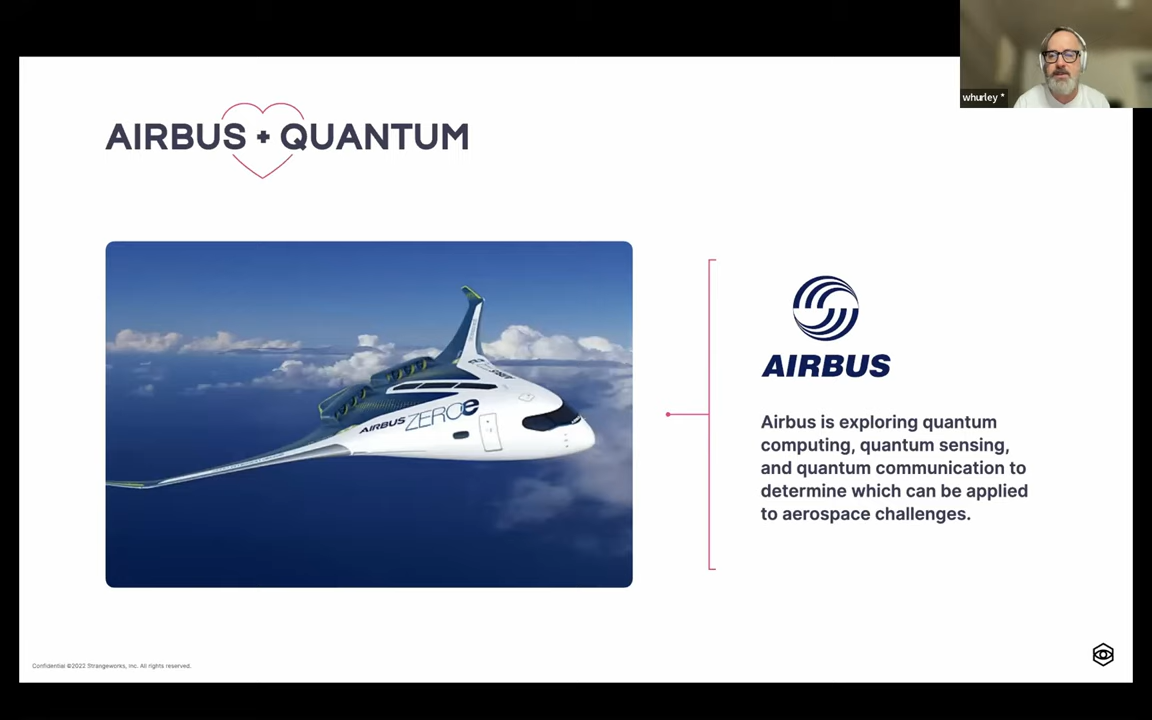 whurley *
AIRBUS + QUANTUM
AIRBUS ZEROe
AIRBUS
Airbus is exploring quantum
computing, quantum sensing,
and quantum communication to
determine which can be applied
to aerospace challenges.
Confidential ©2022 Strangeworks, Inc. All rights reserved.